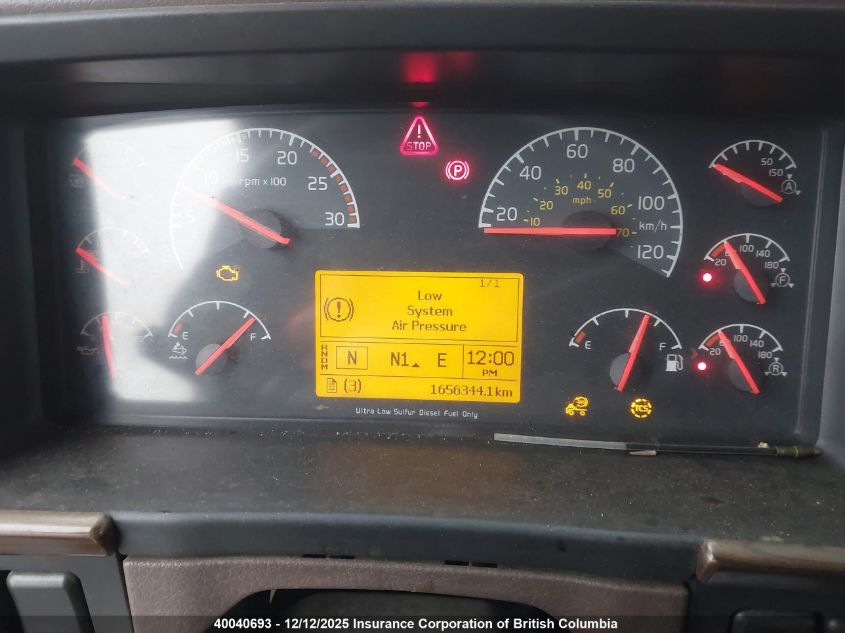 STOP
P
5 10 15 20 25 30
rpm x 100
20 40 60 80 100 120
km/h
10 20 30 40 50 60 70
mph
50 150
A
20 100 140 180
F
20 100 140 180
R
E F
E F
1/1
Low
System
Air Pressure
R
N
D
M
N N1 E 12:00
PM
(3) 1656344.1 km
TCS
Ultra Low Sulfur Diesel Fuel Only
40040693 - 12/12/2025 Insurance Corporation of British Columbia